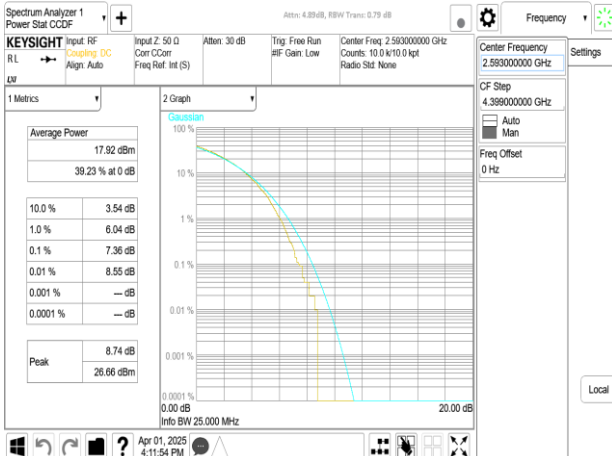 Spectrum Analyzer 1
Power Stat CCDF
+
Attn: 4.89dB, RBW Trans: 0.79 dB
Frequency
KEYSIGHT
RL
LXI
Input: RF
Coupling: DC
Align: Auto
Input Z: 50 Ω
Corr CCorr
Freq Ref: Int (S)
Atten: 30 dB
Trig: Free Run
#IF Gain: Low
Center Freq: 2.593000000 GHz
Counts: 10.0 k/10.0 kpt
Radio Std: None
Center Frequency
2.593000000 GHz
Settings
CF Step
4.399000000 GHz
Auto
Man
Freq Offset
0 Hz
Local
1 Metrics
Average Power
17.92 dBm
39.23 % at 0 dB
10.0 % 3.54 dB
1.0 % 6.04 dB
0.1 % 7.36 dB
0.01 % 8.55 dB
0.001 % --- dB
0.0001 % --- dB
Peak
8.74 dB
26.66 dBm
2 Graph
Gaussian
100 %
10 %
1 %
0.1 %
0.01 %
0.001 %
0.0001 %
0.00 dB 20.00 dB
Info BW 25.000 MHz
?
Apr 01, 2025
4:11:54 PM